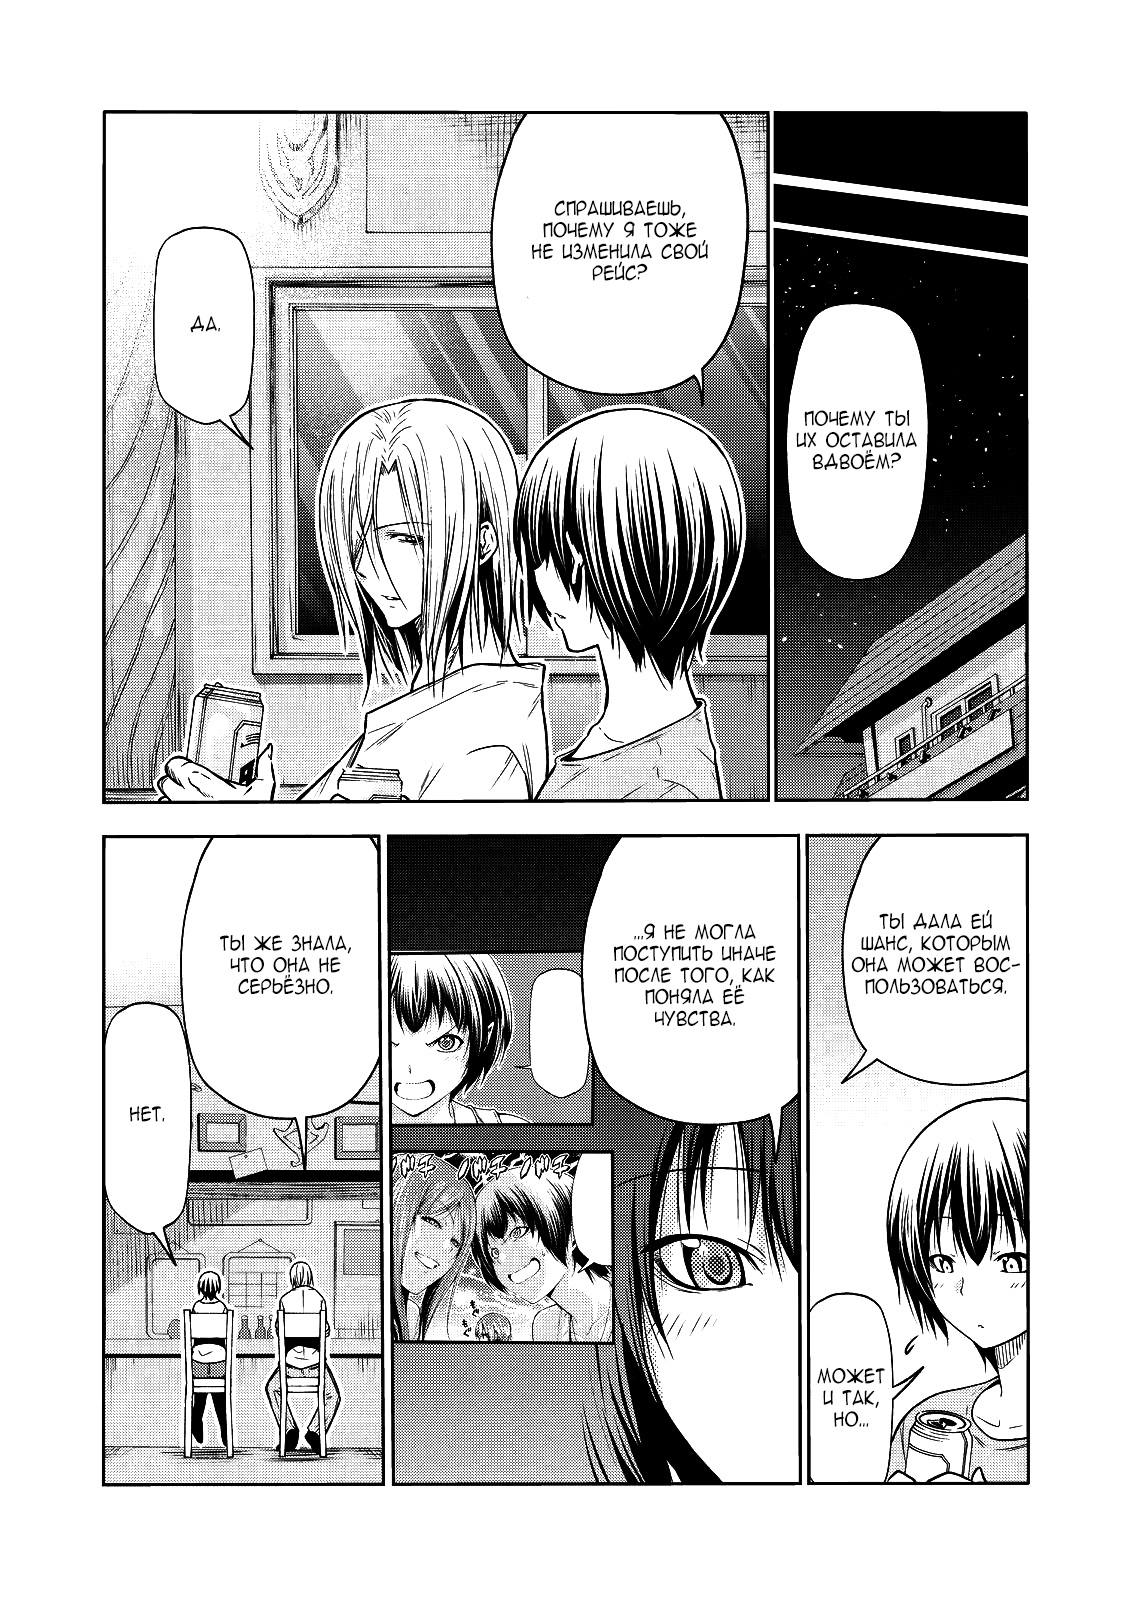 ПОЧЕМУ ТЫ
ИХ ОСТАВИЛА
ВДВОЁМ?
СПРАШИВАЕШЬ,
ПОЧЕМУ Я ТОЖЕ
НЕ ИЗМЕНИЛА СВОЙ
РЕЙС?
ДА.
ТЫ ДАЛА ЕЙ
ШАНС, КОТОРЫМ
ОНА МОЖЕТ ВОС-
ПОЛЬЗОВАТЬСЯ.
МОЖЕТ
И ТАК,
НО...
...Я НЕ МОГЛА
ПОСТУПИТЬ ИНАЧЕ
ПОСЛЕ ТОГО, КАК
ПОНЯЛА ЕЁ
ЧУВСТВА.
ТЫ ЖЕ ЗНАЛА,
ЧТО ОНА НЕ
СЕРЬЁЗНО.
НЕТ.